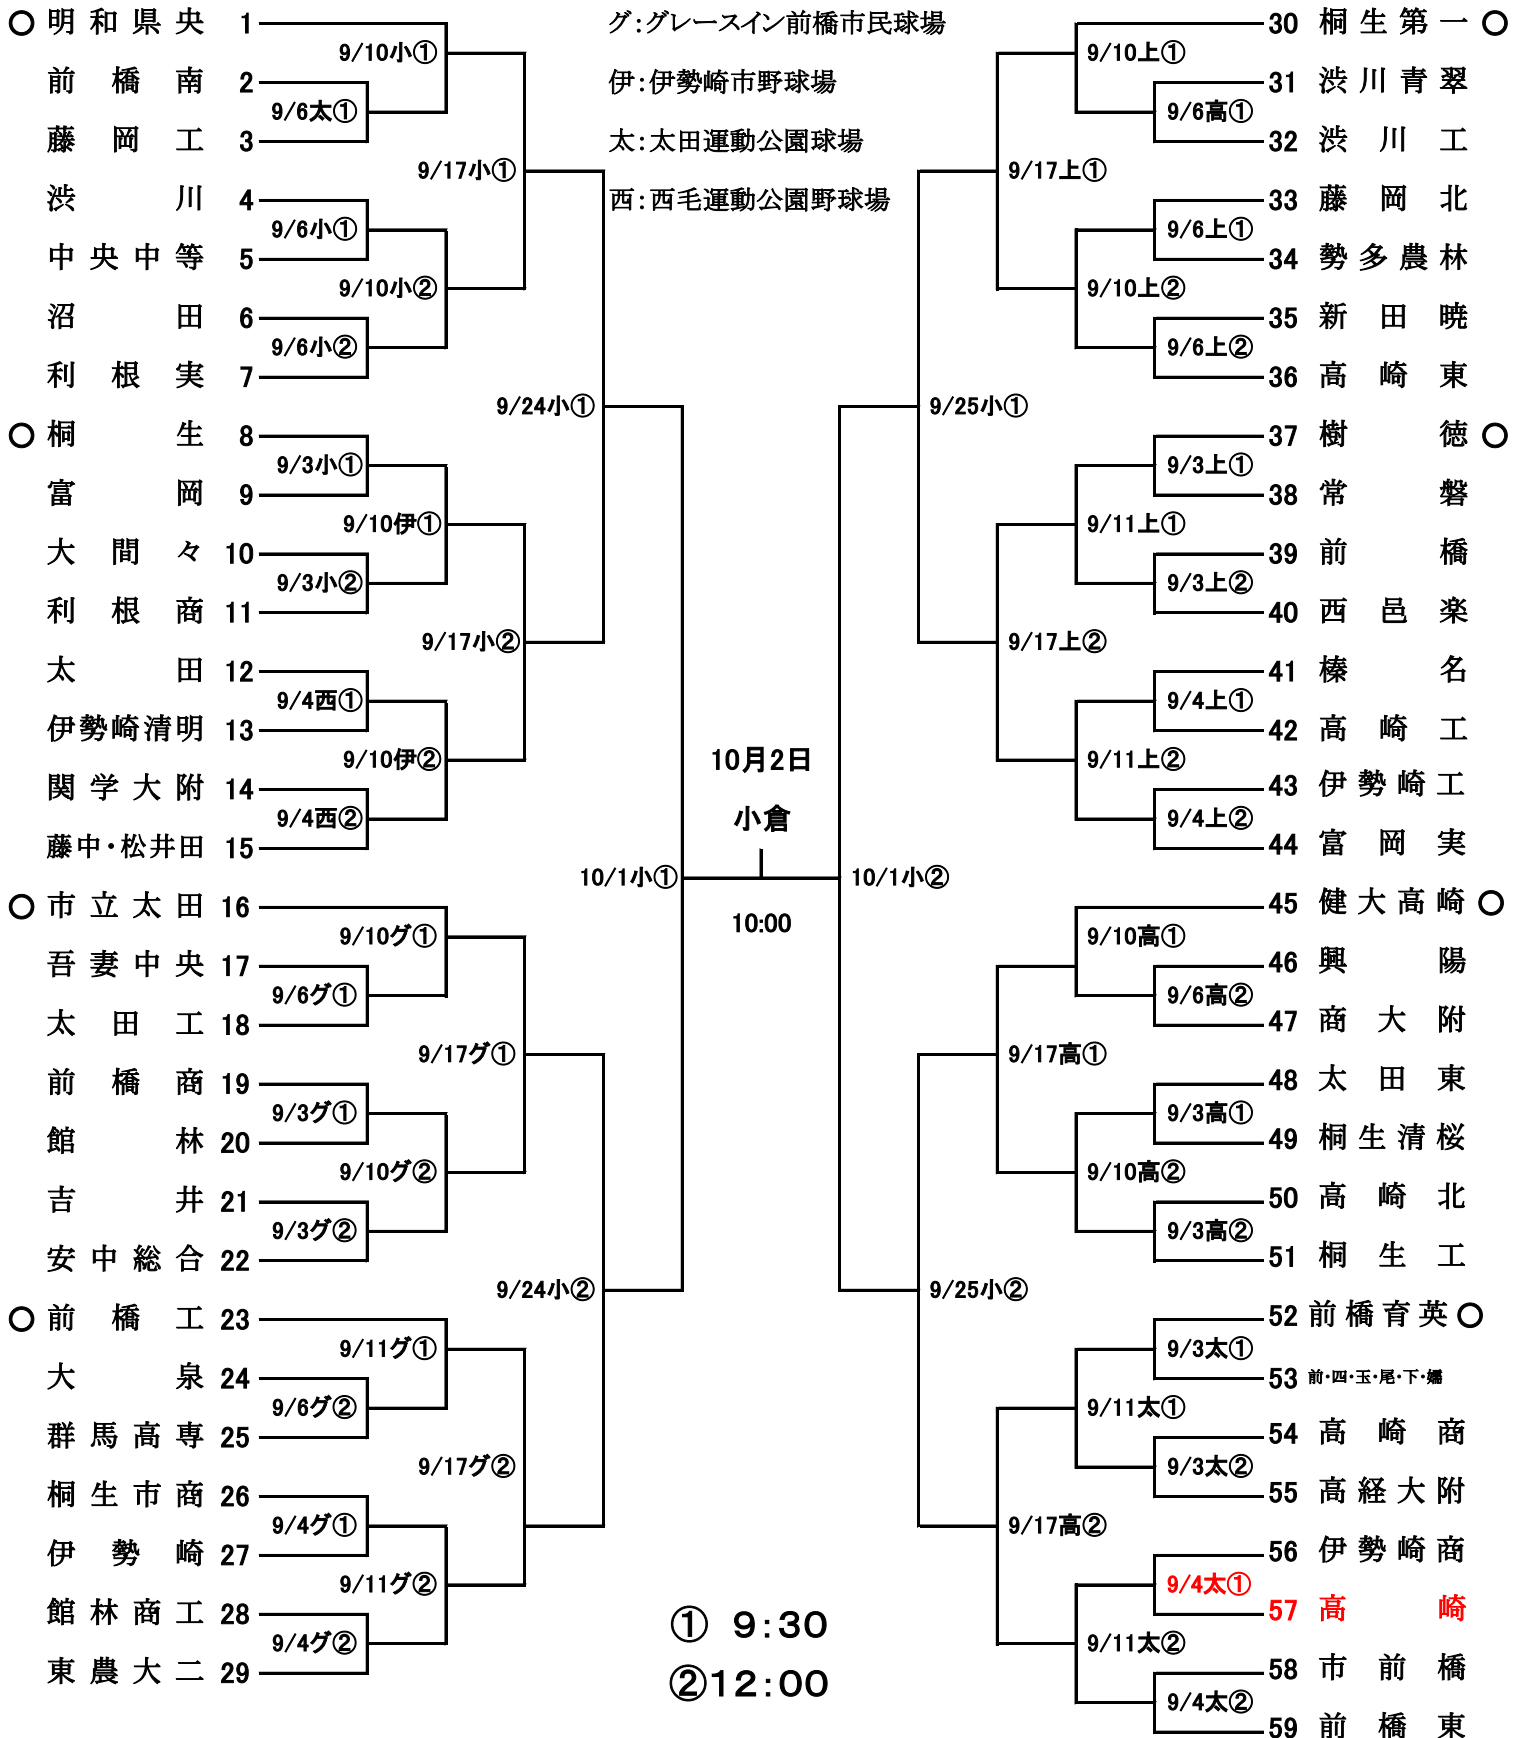 ○ 明和県央 1
9/10小①
前橋南 2
9/6太①
藤岡工 3
9/17小①
渋川 4
9/6小①
中央中等 5
9/10小②
沼田 6
9/6小②
利根実 7
9/24小①
○ 桐生 8
9/3小①
富岡 9
9/10伊①
大間々 10
9/3小②
利根商 11
9/17小②
太田 12
9/4西①
伊勢崎清明 13
9/10伊②
関学大附 14
9/4西②
藤中・松井田 15
10/1小①
○ 市立太田 16
9/10グ①
吾妻中央 17
9/6グ①
太田工 18
9/17グ①
前橋商 19
9/3グ①
館林 20
9/10グ②
吉井 21
9/3グ②
安中総合 22
9/24小②
○ 前橋工 23
9/11グ①
大泉 24
9/6グ②
群馬高専 25
9/17グ②
桐生市商 26
9/4グ①
伊勢崎 27
9/11グ②
館林商工 28
9/4グ②
東農大二 29
グ:グレースイン前橋市民球場
伊:伊勢崎市野球場
太:太田運動公園球場
西:西毛運動公園野球場
10月2日
小倉
10:00
① 9:30
②12:00
30 桐生第一 ○
9/10上①
31 渋川青翠
9/6高①
32 渋川工
9/17上①
33 藤岡北
9/6上①
34 勢多農林
9/10上②
35 新田暁
9/6上②
36 高崎東
9/25小①
37 樹徳 ○
9/3上①
38 常磐
9/11上①
39 前橋
9/3上②
40 西邑楽
9/17上②
41 榛名
9/4上①
42 高崎工
9/11上②
43 伊勢崎工
9/4上②
44 富岡実
10/1小②
45 健大高崎 ○
9/10高①
46 興陽
9/6高②
47 商大附
9/17高①
48 太田東
9/3高①
49 桐生清桜
9/10高②
50 高崎北
9/3高②
51 桐生工
9/25小②
52 前橋育英 ○
9/3太①
53 前・四・玉・尾・下・嬬
9/11太①
54 高崎商
9/3太②
55 高経大附
9/17高②
56 伊勢崎商
9/4太①
57 高崎
9/11太②
58 市前橋
9/4太②
59 前橋東